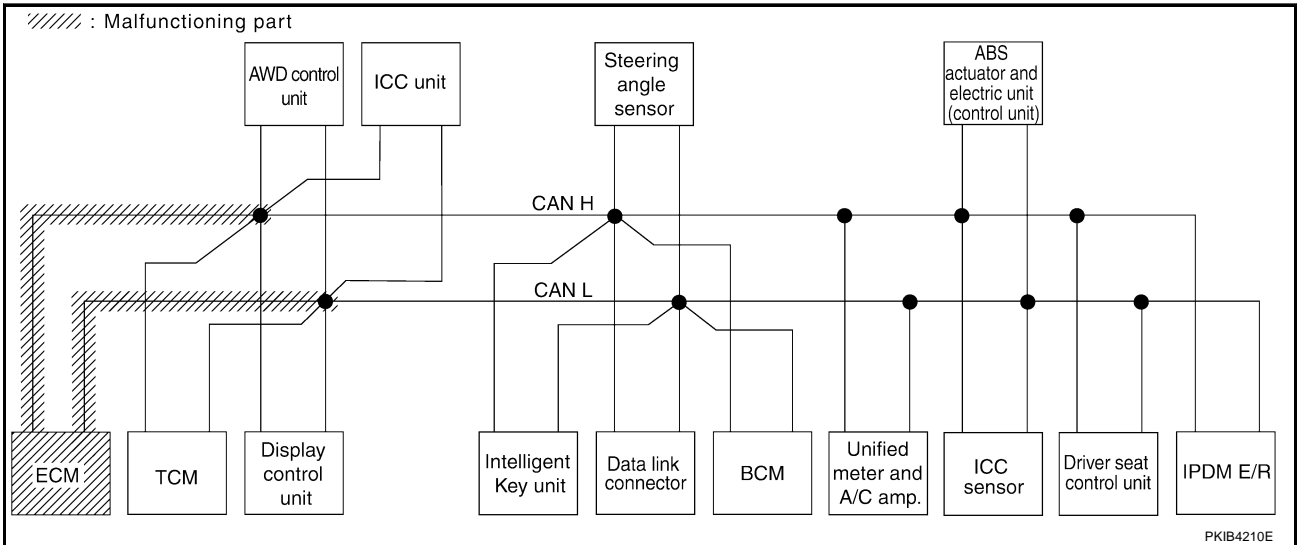 : Malfunctioning part
AWD control
unit
ICC unit
Steering
angle
sensor
ABS
actuator and
electric unit
(control unit)
CAN H
CAN L
ECM
TCM
Display
control
unit
Intelligent
Key unit
Data link
connector
BCM
Unified
meter and
A/C amp.
ICC
sensor
Driver seat
control unit
IPDM E/R
PKIB4210E